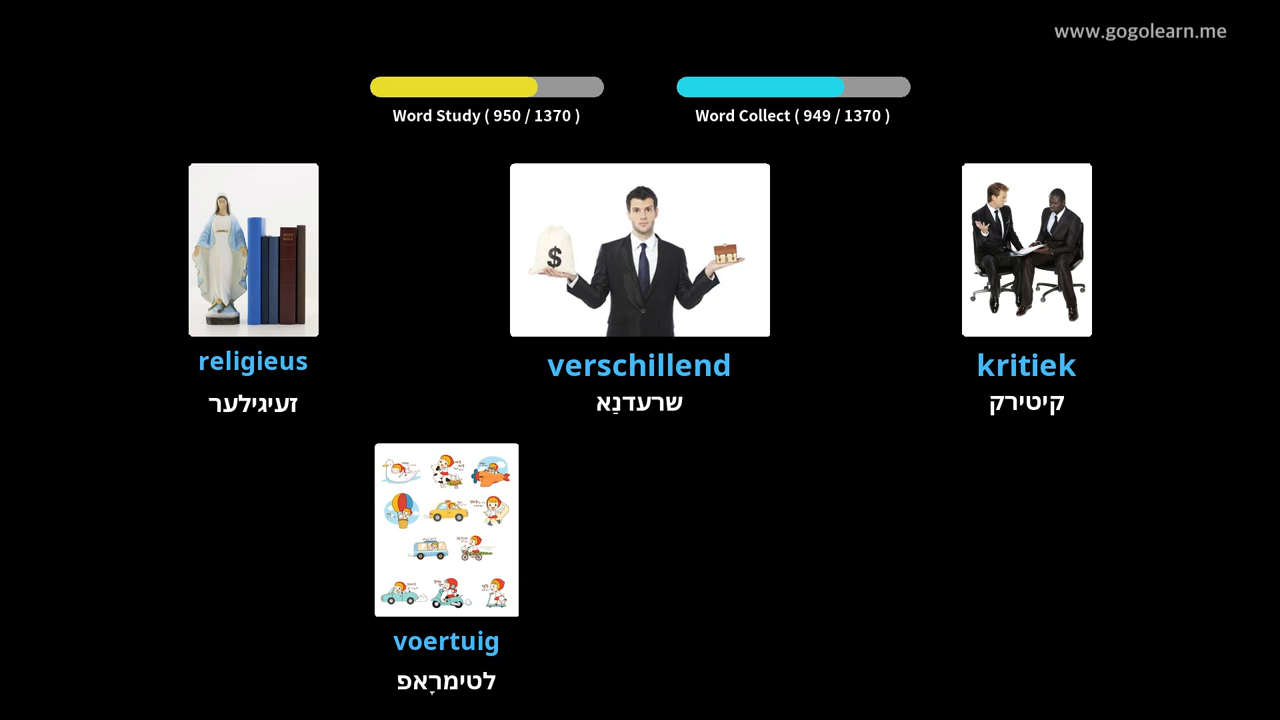 www.gogolearn.me
Word Study ( 950 / 1370 )
Word Collect ( 949 / 1370 )
religieus
זעיגילער
verschillend
שרעדנַא
kritiek
קיטירק
voertuig
לטימרָאפ